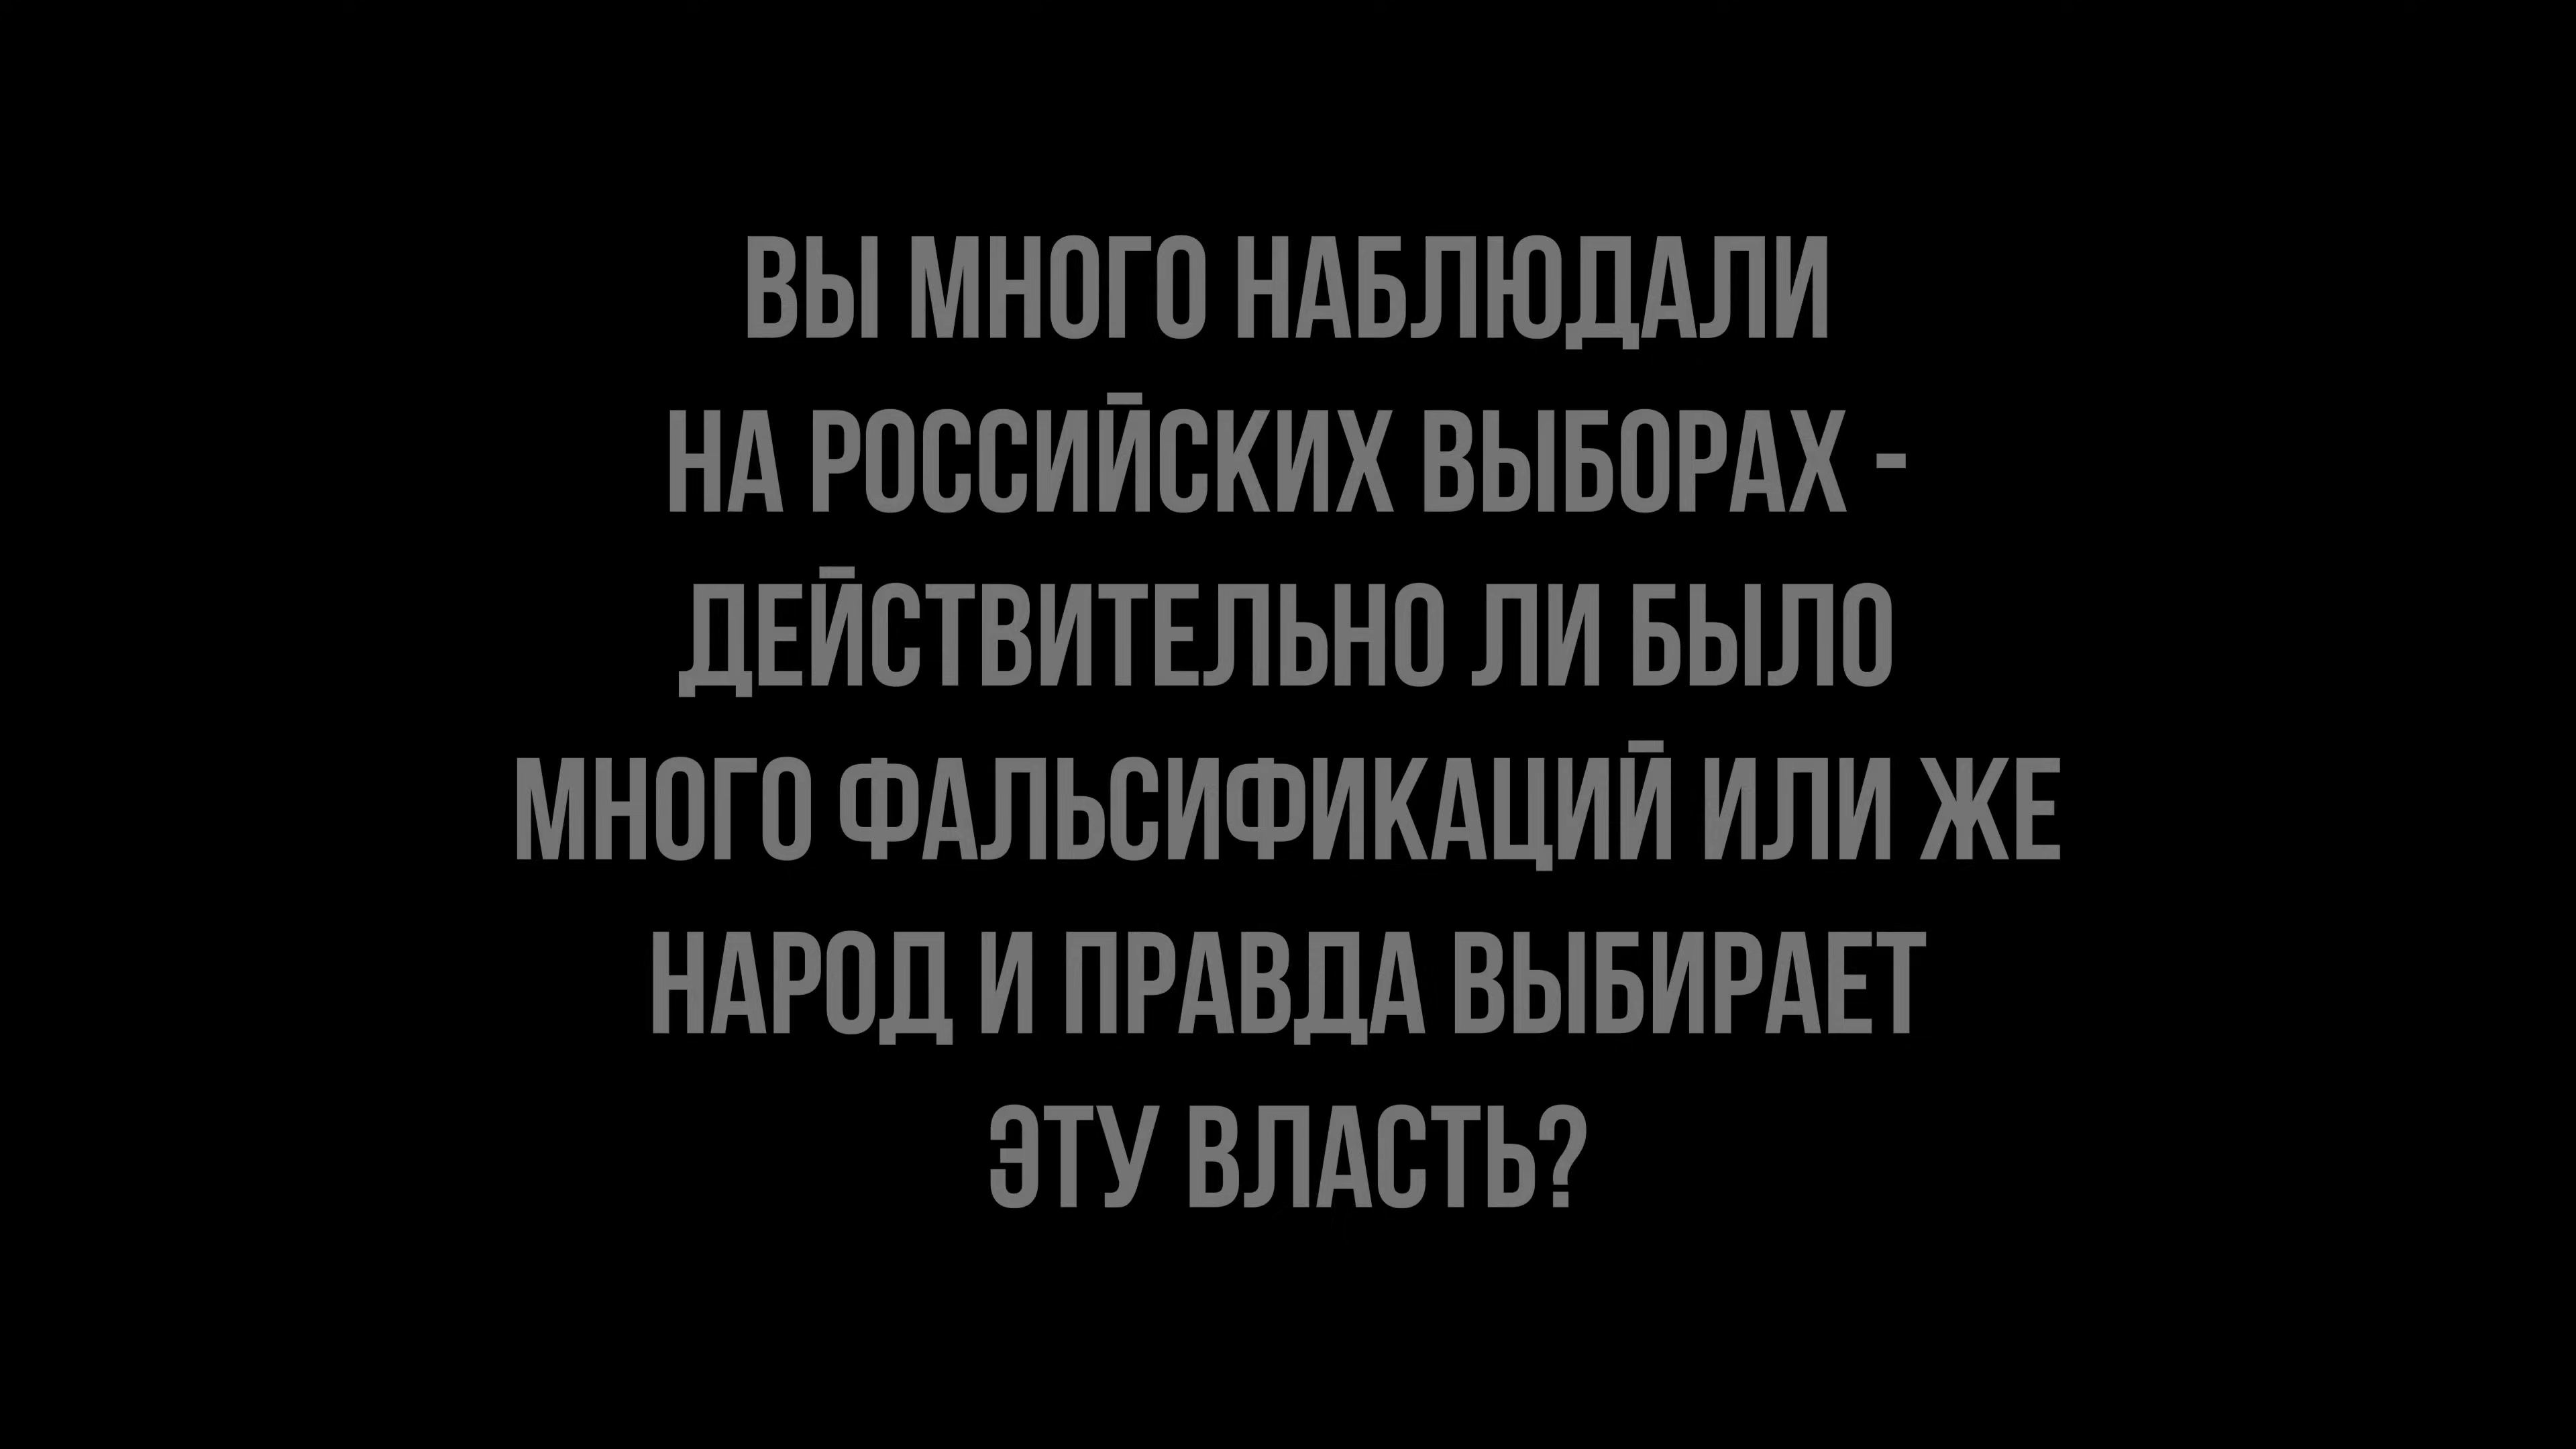 ВЫ МНОГО НАБЛЮДАЛИ
НА РОССИЙСКИХ ВЫБОРАХ -
ДЕЙСТВИТЕЛЬНО ЛИ БЫЛО
МНОГО ФАЛЬСИФИКАЦИЙ ИЛИ ЖЕ
НАРОД И ПРАВДА ВЫБИРАЕТ
ЭТУ ВЛАСТЬ?